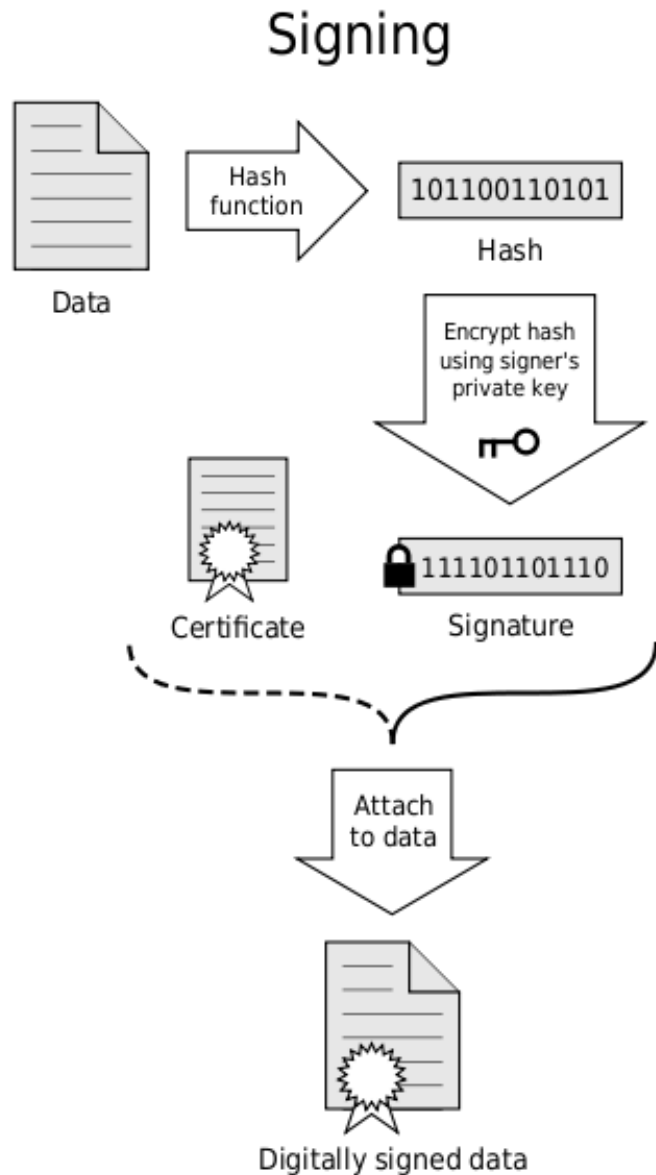 Signing
Hash
function
101100110101
Hash
Data
Encrypt hash
using signer's
private key
111101101110
Certificate
Signature
Attach
to data
Digitally signed data